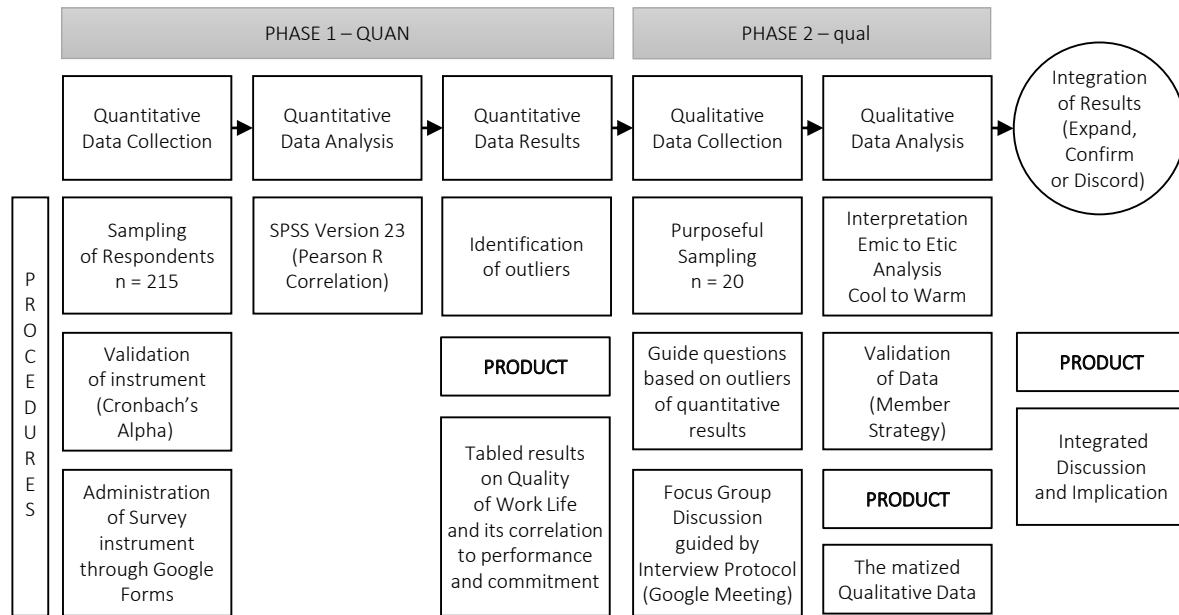 PHASE 1 – QUAN
PHASE 2 – qual
Quantitative
Data Collection
Quantitative
Data Analysis
Quantitative
Data Results
Qualitative
Data Collection
Qualitative
Data Analysis
Integration
of Results
(Expand,
Confirm
or Discord)
PROCEDURES
Sampling
of Respondents
n = 215
SPSS Version 23
(Pearson R
Correlation)
Identification
of outliers
Purposeful
Sampling
n = 20
Interpretation
Emic to Etic
Analysis
Cool to Warm
Validation
of instrument
(Cronbach’s
Alpha)
PRODUCT
Guide questions
based on outliers
of quantitative
results
Validation
of Data
(Member
Strategy)
PRODUCT
Administration
of Survey
instrument
through Google
Forms
Tabled results
on Quality
of Work Life
and its correlation
to performance
and commitment
Focus Group
Discussion
guided by
Interview Protocol
(Google Meeting)
PRODUCT
The matized
Qualitative Data
Integrated
Discussion
and Implication